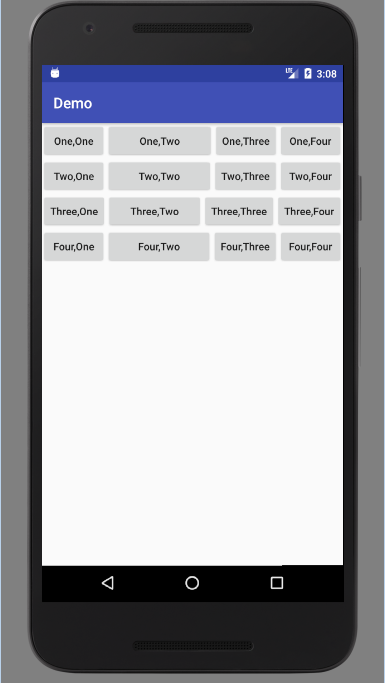 LTE 3:08
Demo
One,One One,Two One,Three One,Four
Two,One Two,Two Two,Three Two,Four
Three,One Three,Two Three,Three Three,Four
Four,One Four,Two Four,Three Four,Four